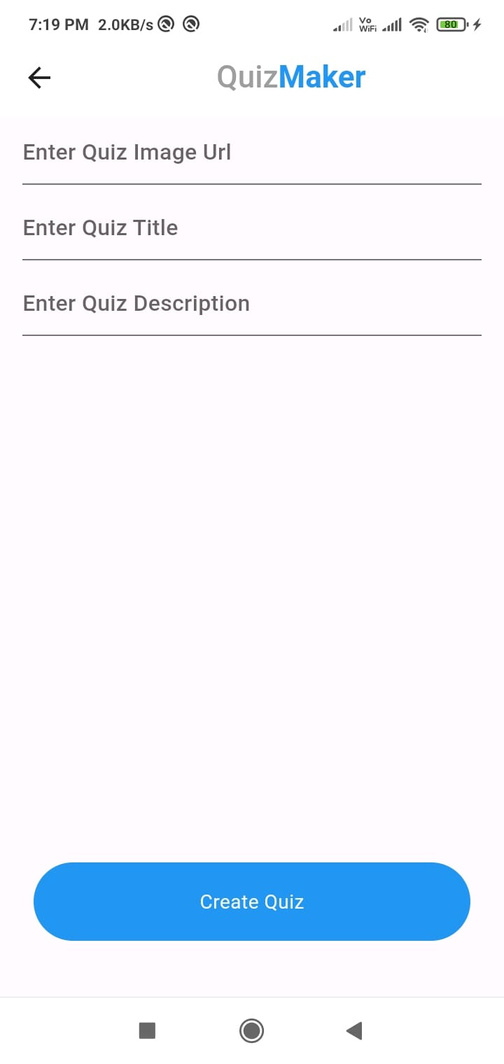 7:19 PM 2.0KB/s Vo WiFi 80
QuizMaker
Enter Quiz Image Url
Enter Quiz Title
Enter Quiz Description
Create Quiz